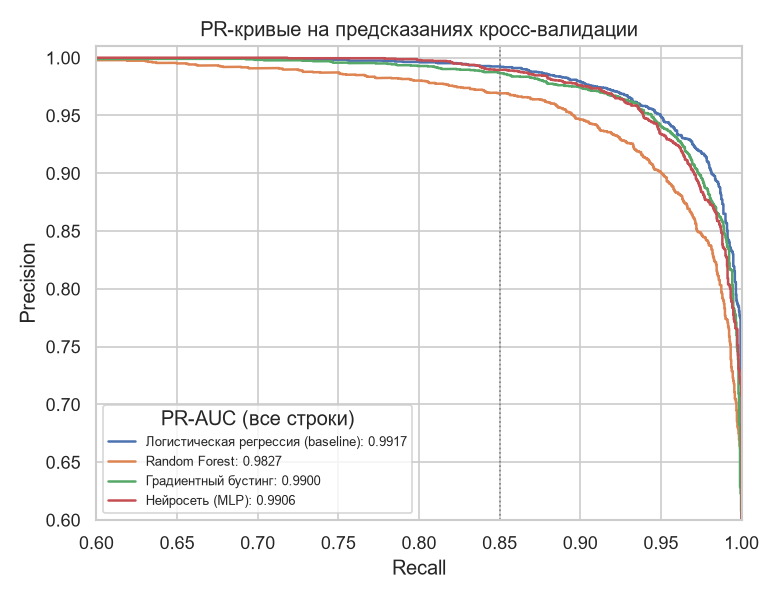 PR-кривые на предсказаниях кросс-валидации
1.00
0.95
0.90
0.85
0.80
0.75
0.70
0.65
0.60
Precision
PR-AUC (все строки)
Логистическая регрессия (baseline): 0.9917
Random Forest: 0.9827
Градиентный бустинг: 0.9900
Нейросеть (MLP): 0.9906
0.60 0.65 0.70 0.75 0.80 0.85 0.90 0.95 1.00
Recall